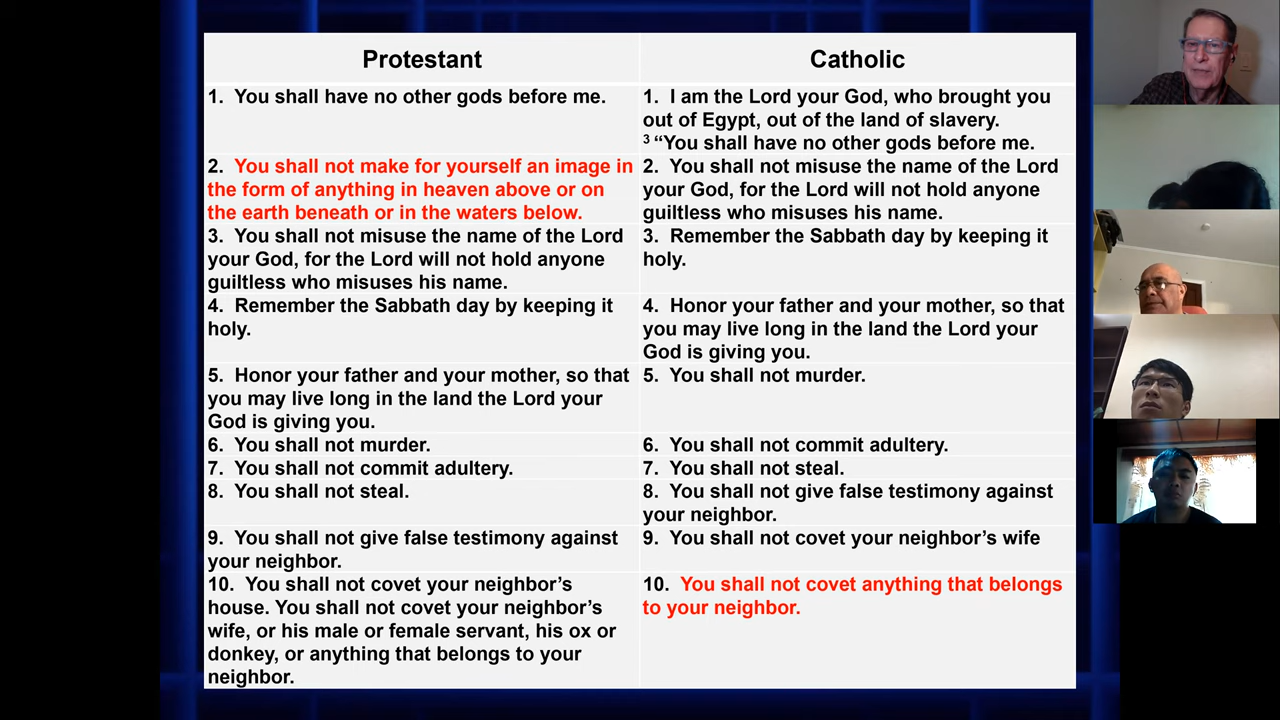 Protestant
Catholic
1. You shall have no other gods before me.
1. I am the Lord your God, who brought you
out of Egypt, out of the land of slavery.
3 “You shall have no other gods before me.
2. You shall not make for yourself an image in
the form of anything in heaven above or on
the earth beneath or in the waters below.
2. You shall not misuse the name of the Lord
your God, for the Lord will not hold anyone
guiltless who misuses his name.
3. You shall not misuse the name of the Lord
your God, for the Lord will not hold anyone
guiltless who misuses his name.
3. Remember the Sabbath day by keeping it
holy.
4. Remember the Sabbath day by keeping it
holy.
4. Honor your father and your mother, so that
you may live long in the land the Lord your
God is giving you.
5. Honor your father and your mother, so that
you may live long in the land the Lord your
God is giving you.
5. You shall not murder.
6. You shall not murder.
6. You shall not commit adultery.
7. You shall not commit adultery.
7. You shall not steal.
8. You shall not steal.
8. You shall not give false testimony against
your neighbor.
9. You shall not give false testimony against
your neighbor.
9. You shall not covet your neighbor’s wife
10. You shall not covet your neighbor’s
house. You shall not covet your neighbor’s
wife, or his male or female servant, his ox or
donkey, or anything that belongs to your
neighbor.
10. You shall not covet anything that belongs
to your neighbor.